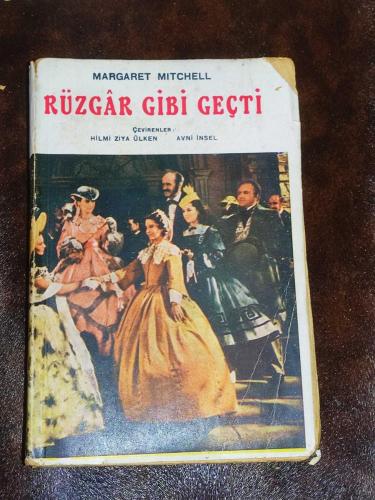 MARGARET MITCHELL
RÜZGÂR GİBİ GEÇTİ
ÇEVİRENLER:
HİLMİ ZİYA ÜLKEN AVNİ İNSEL